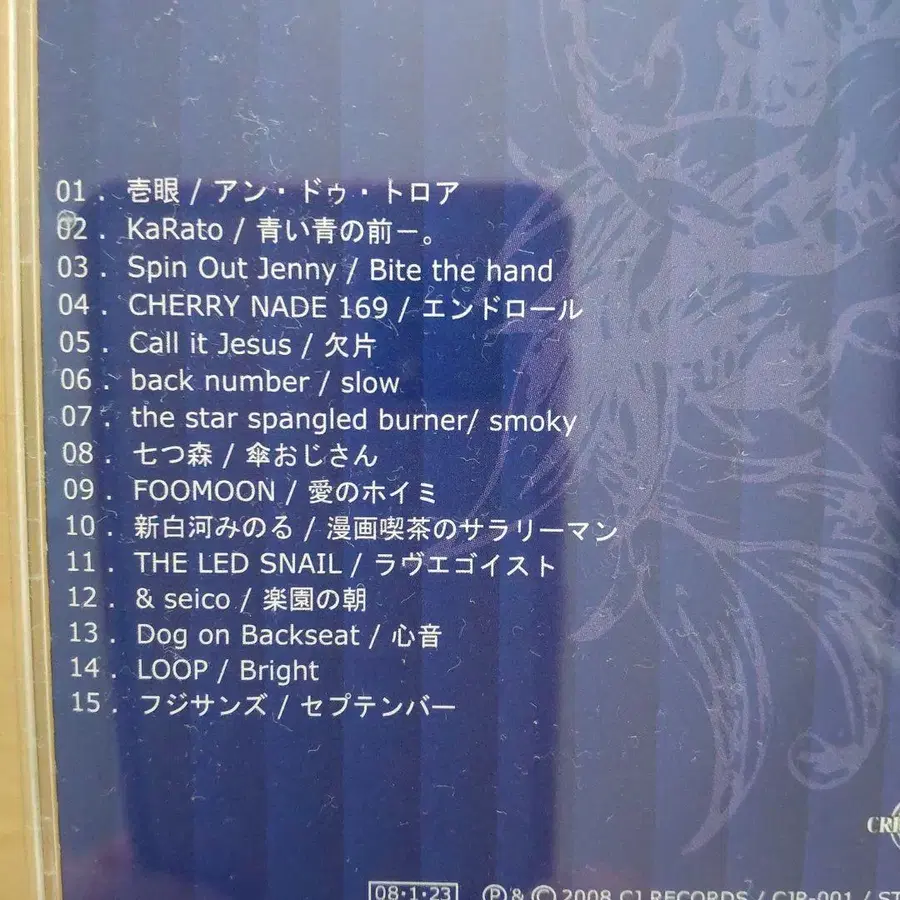 01 . 壱眼 / アン・ドゥ・トロア
02 . KaRato / 青い青の前ー。
03 . Spin Out Jenny / Bite the hand
04 . CHERRY NADE 169 / エンドロール
05 . Call it Jesus / 欠片
06 . back number / slow
07 . the star spangled burner/ smoky
08 . 七つ森 / 傘おじさん
09 . FOOMOON / 愛のホイミ
10 . 新白河みのる / 漫画喫茶のサラリーマン
11 . THE LED SNAIL / ラヴエゴイスト
12 . & seico / 楽園の朝
13 . Dog on Backseat / 心音
14 . LOOP / Bright
15 . フジサンズ / セプテンバー
08・1・23 Ⓟ & Ⓒ 2008 CJ RECORDS / CJR-001 /